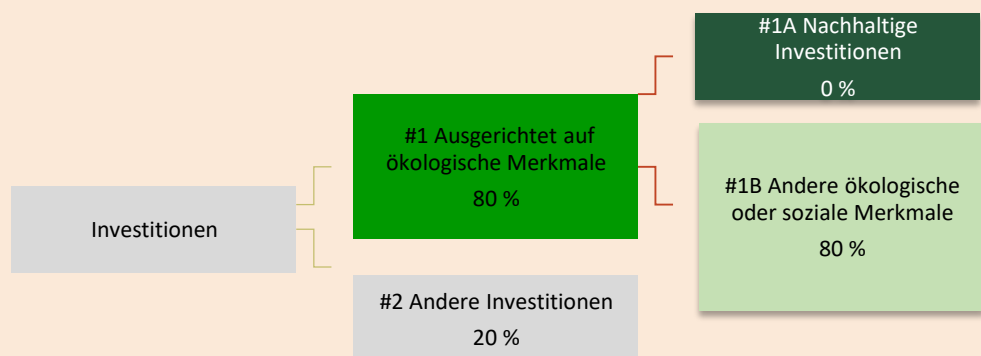 Investitionen
#1 Ausgerichtet auf
ökologische Merkmale
80 %
#2 Andere Investitionen
20 %
#1A Nachhaltige
Investitionen
0 %
#1B Andere ökologische
oder soziale Merkmale
80 %